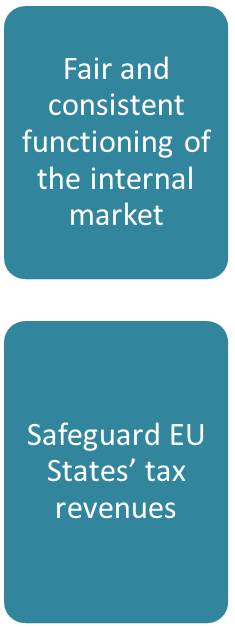 Fair and
consistent
functioning of
the internal
market
Safeguard EU
States’ tax
revenues